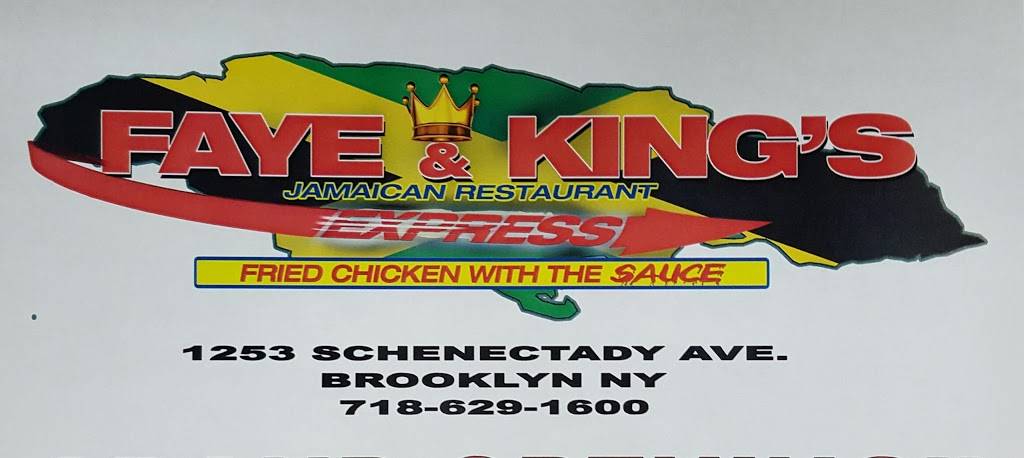 FAYE & KING'S
JAMAICAN RESTAURANT
EXPRESS
FRIED CHICKEN WITH THE SAUCE
1253 SCHENECTADY AVE.
BROOKLYN NY
718-629-1600